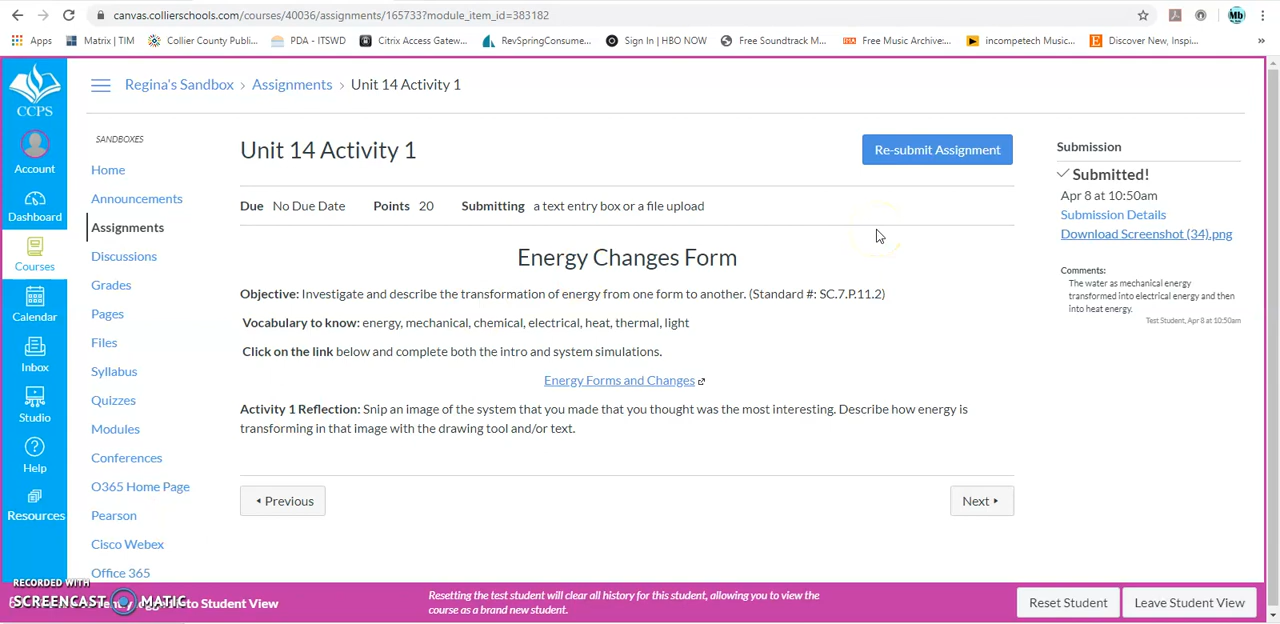 canvas.collierschools.com/courses/40036/assignments/165733?module_item_id=383182
Mb
Apps Matrix | TIM Collier County Publi... PDA - ITSWD Citrix Access Gatew... RevSpringConsume... Sign In | HBO NOW Free Soundtrack M... Free Music Archive:... incompetech Music... Discover New, Inspi... »
CCPS
Account
Dashboard
Courses
Calendar
Inbox
Studio
Help
Resources
Regina's Sandbox › Assignments › Unit 14 Activity 1
SANDBOXES
Home
Announcements
Assignments
Discussions
Grades
Pages
Files
Syllabus
Quizzes
Modules
Conferences
O365 Home Page
Pearson
Cisco Webex
Office 365
Unit 14 Activity 1
Re-submit Assignment
Due No Due Date Points 20 Submitting a text entry box or a file upload
Energy Changes Form
Objective: Investigate and describe the transformation of energy from one form to another. (Standard #: SC.7.P.11.2)
Vocabulary to know: energy, mechanical, chemical, electrical, heat, thermal, light
Click on the link below and complete both the intro and system simulations.
Energy Forms and Changes
Activity 1 Reflection: Snip an image of the system that you made that you thought was the most interesting. Describe how energy is
transforming in that image with the drawing tool and/or text.
Previous
Next
Submission
Submitted!
Apr 8 at 10:50am
Submission Details
Download Screenshot (34).png
Comments:
The water as mechanical energy
transformed into electrical energy and then
into heat energy.
Test Student, Apr 8 at 10:50am
RECORDED WITH
SCREENCAST MATIC
to Student View
Resetting the test student will clear all history for this student, allowing you to view the
course as a brand new student.
Reset Student
Leave Student View